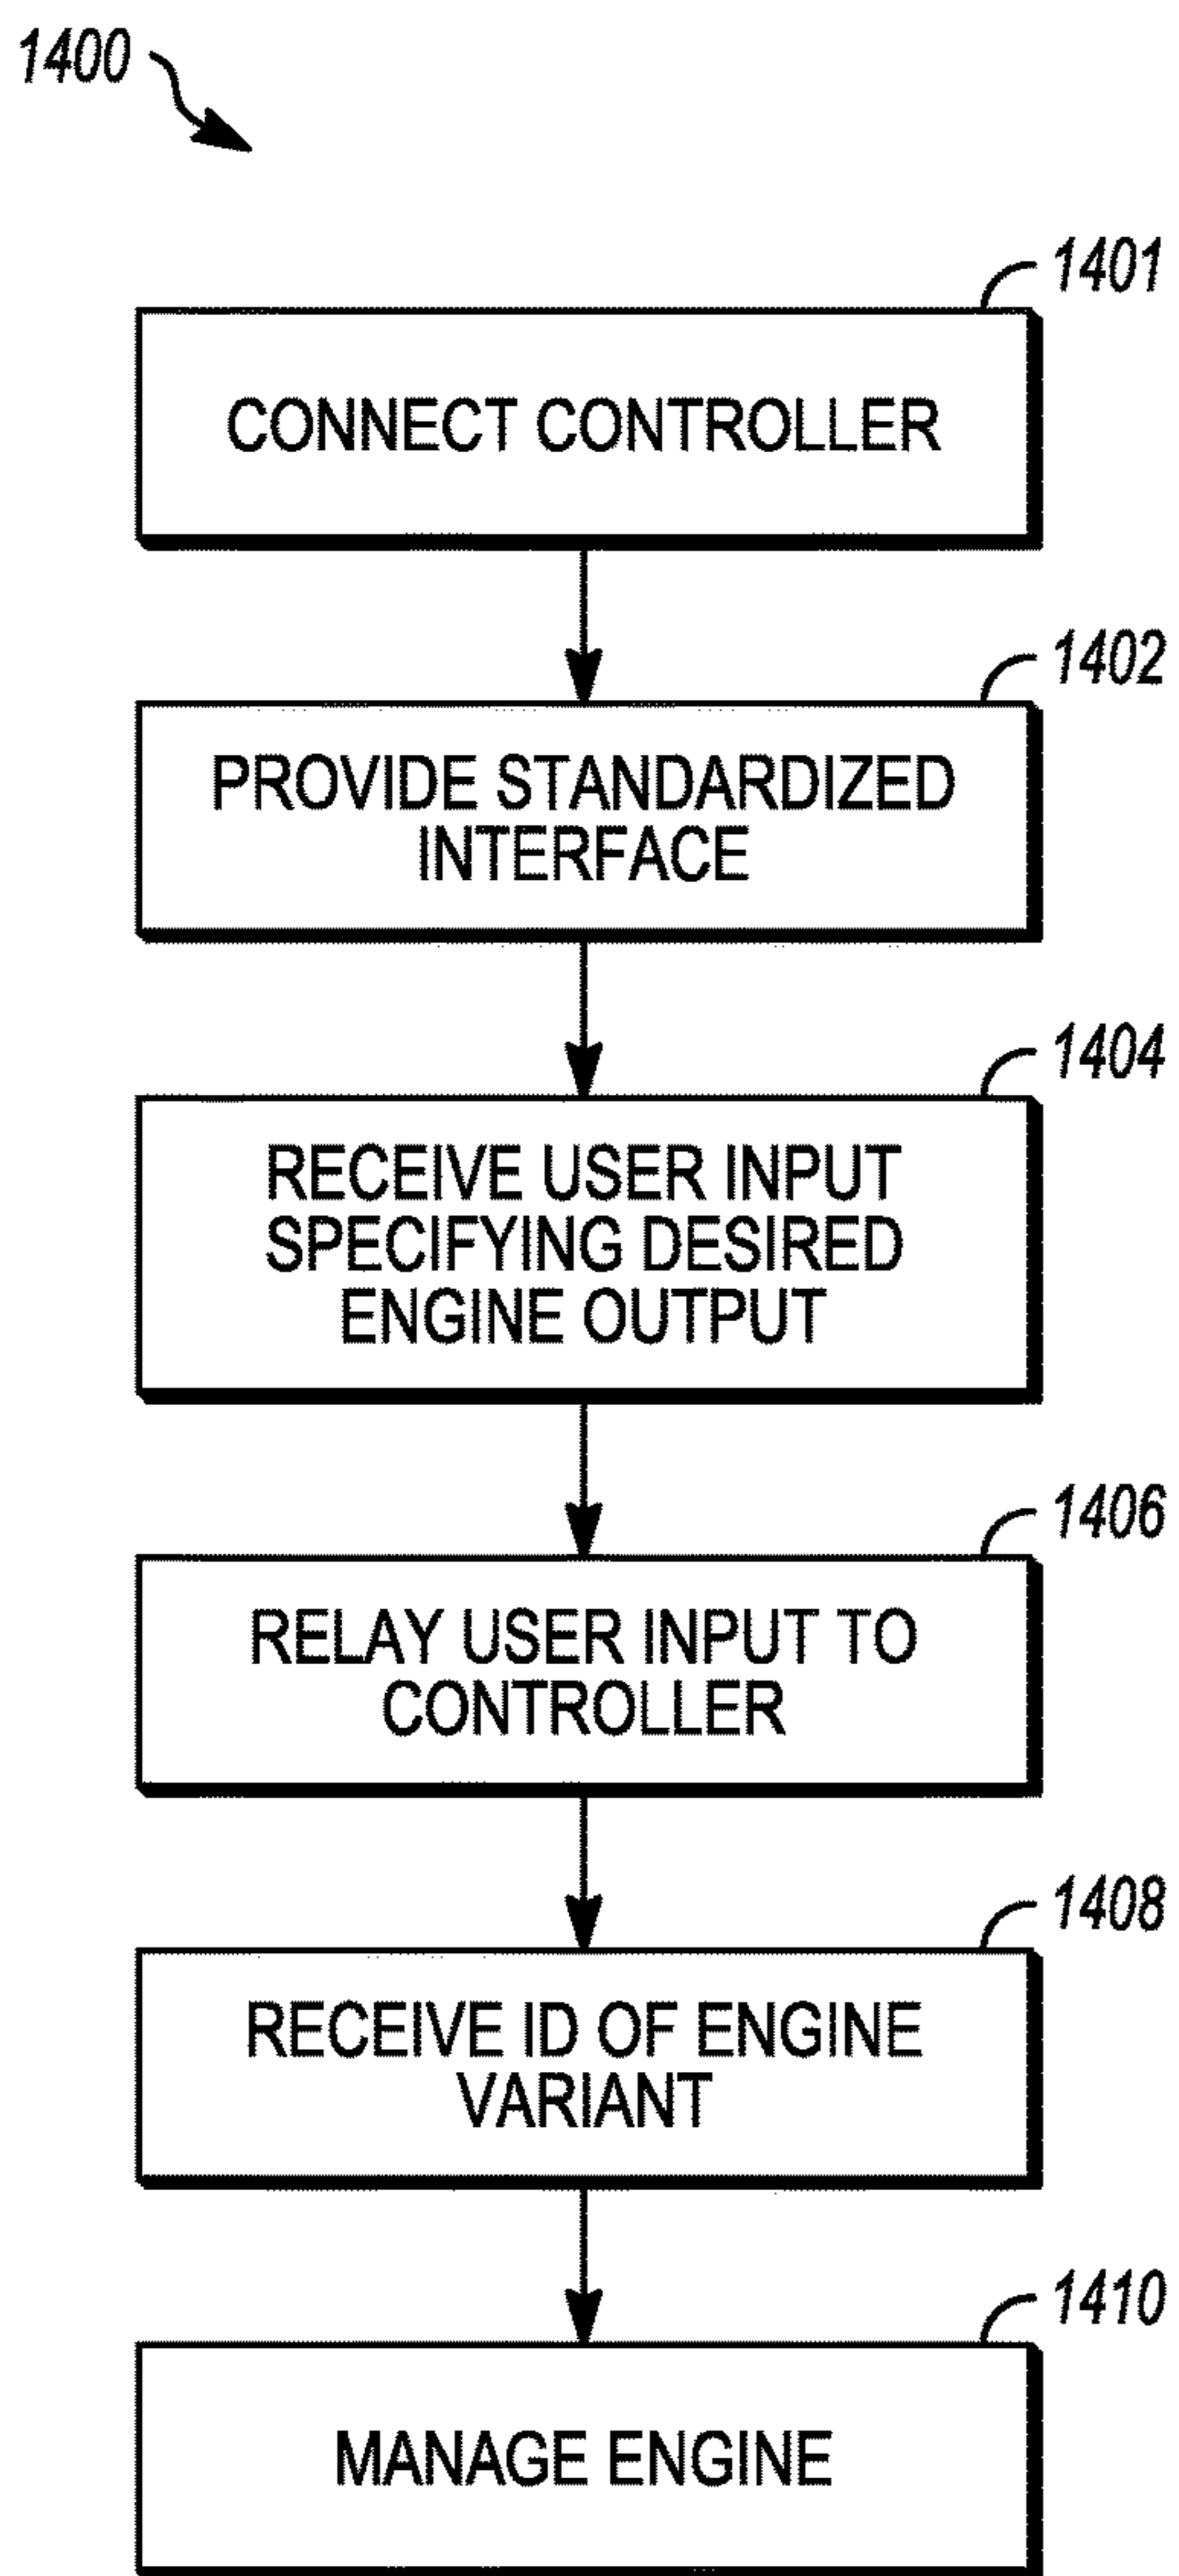 1400
1401
CONNECT CONTROLLER
1402
PROVIDE STANDARDIZED
INTERFACE
1404
RECEIVE USER INPUT
SPECIFYING DESIRED
ENGINE OUTPUT
1406
RELAY USER INPUT TO
CONTROLLER
1408
RECEIVE ID OF ENGINE
VARIANT
1410
MANAGE ENGINE